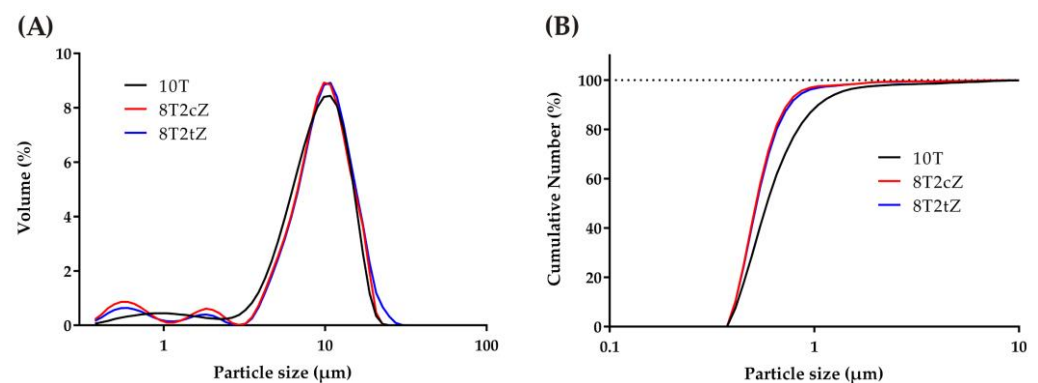 (A)
10
8
6
4
2
0
Volume (%)
10T
8T2cZ
8T2tZ
1
10
100
Particle size (μm)
(B)
100
80
60
40
20
0
Cumulative Number (%)
10T
8T2cZ
8T2tZ
0.1
1
10
Particle size (μm)